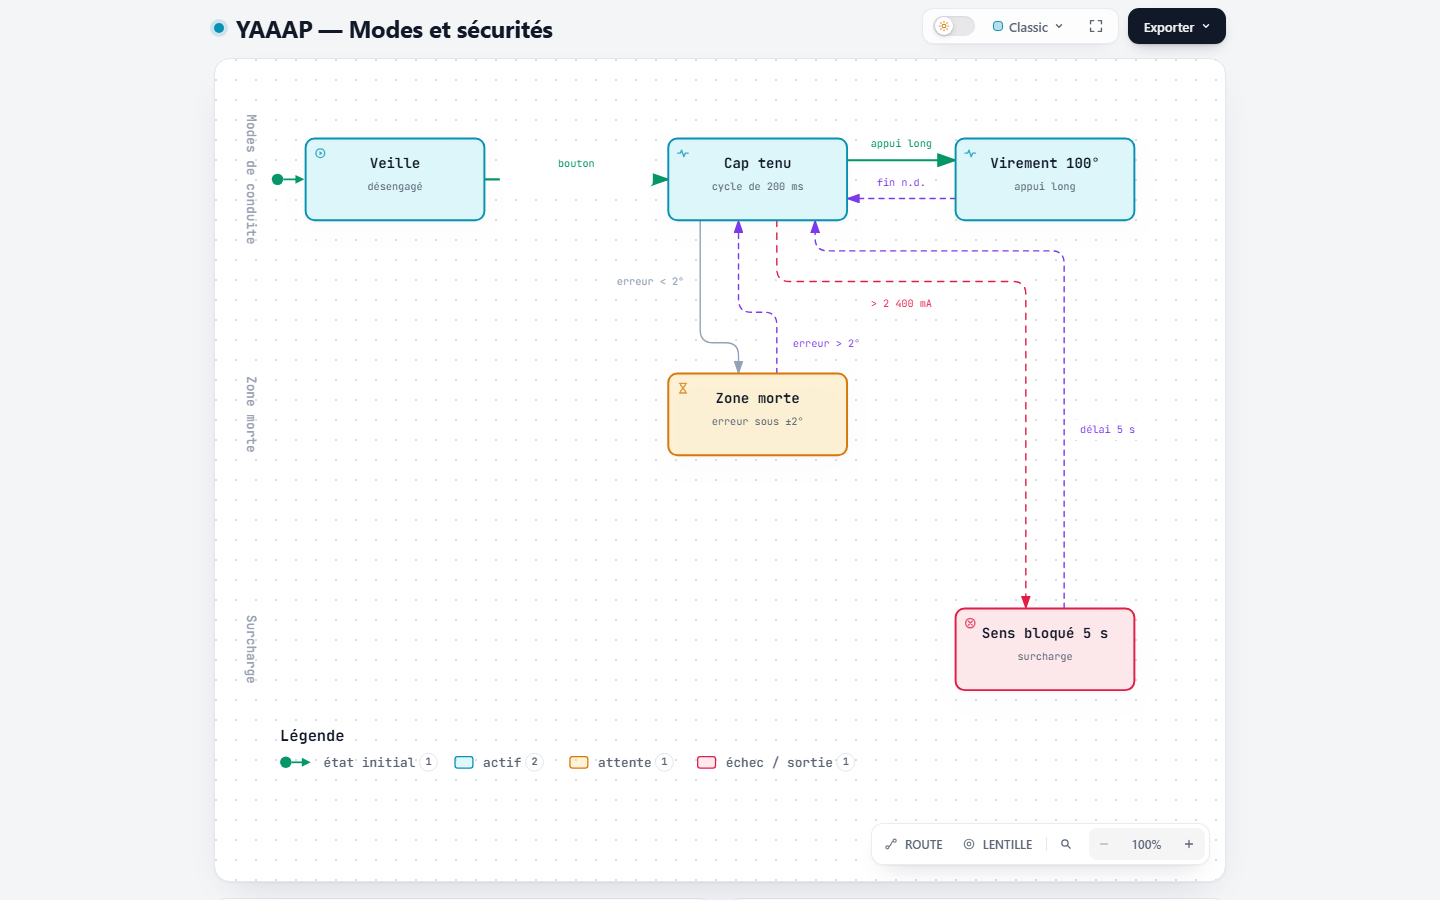 YAAAP — Modes et sécurités
Classic
Exporter
Modes de conduite
Veille
désengagé
bouton
Cap tenu
cycle de 200 ms
appui long
fin n.d.
Virement 100°
appui long
erreur < 2°
> 2 400 mA
erreur > 2°
Zone morte
Zone morte
erreur sous ±2°
délai 5 s
Surcharge
Sens bloqué 5 s
surcharge
Légende
état initial 1
actif 2
attente 1
échec / sortie 1
ROUTE
LENTILLE
100%